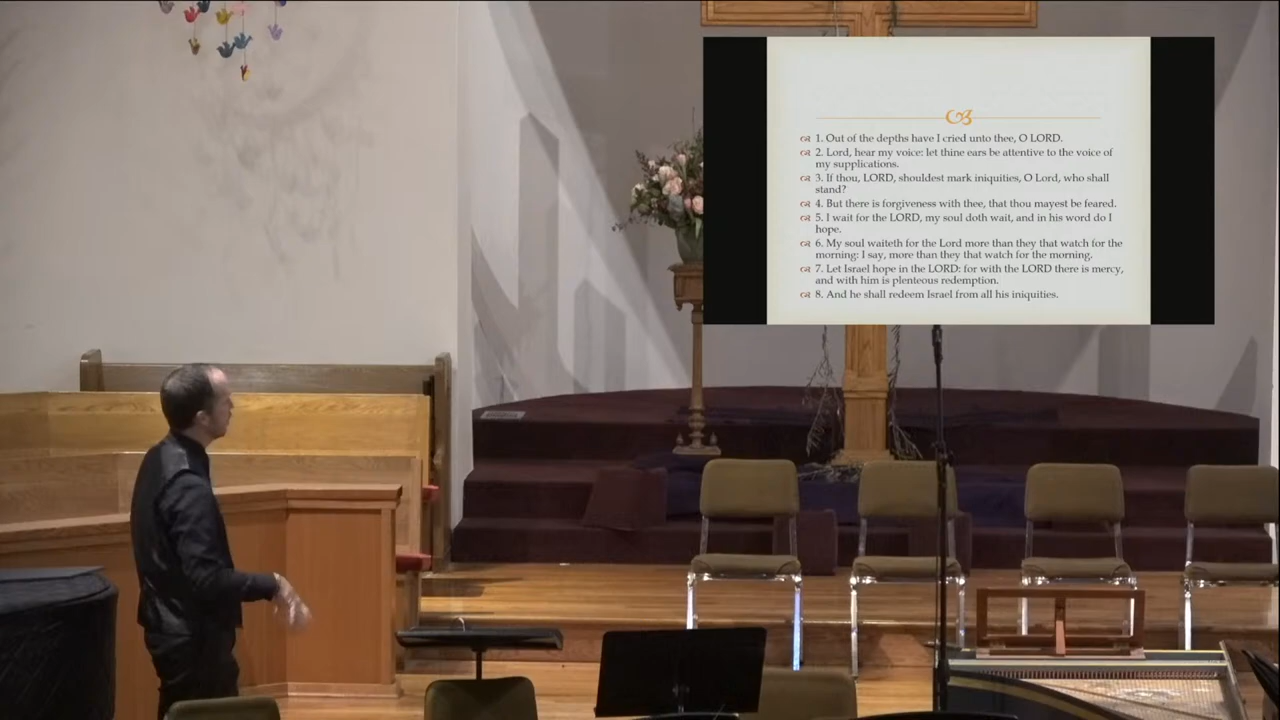 1. Out of the depths have I cried unto thee, O LORD.
2. Lord, hear my voice: let thine ears be attentive to the voice of
my supplications.
3. If thou, LORD, shouldest mark iniquities, O Lord, who shall
stand?
4. But there is forgiveness with thee, that thou mayest be feared.
5. I wait for the LORD, my soul doth wait, and in his word do I
hope.
6. My soul waiteth for the Lord more than they that watch for the
morning: I say, more than they that watch for the morning.
7. Let Israel hope in the LORD: for with the LORD there is mercy,
and with him is plenteous redemption.
8. And he shall redeem Israel from all his iniquities.